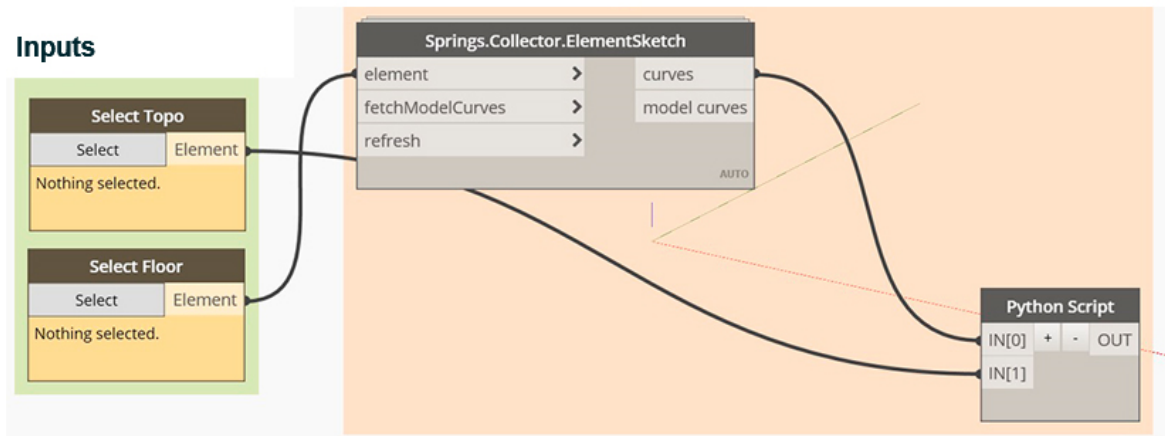 Inputs
Select Topo
Select Element
Nothing selected.
Select Floor
Select Element
Nothing selected.
Springs.Collector.ElementSketch
element > curves
fetchModelCurves > model curves
refresh >
AUTO
Python Script
IN[0] + - OUT
IN[1]